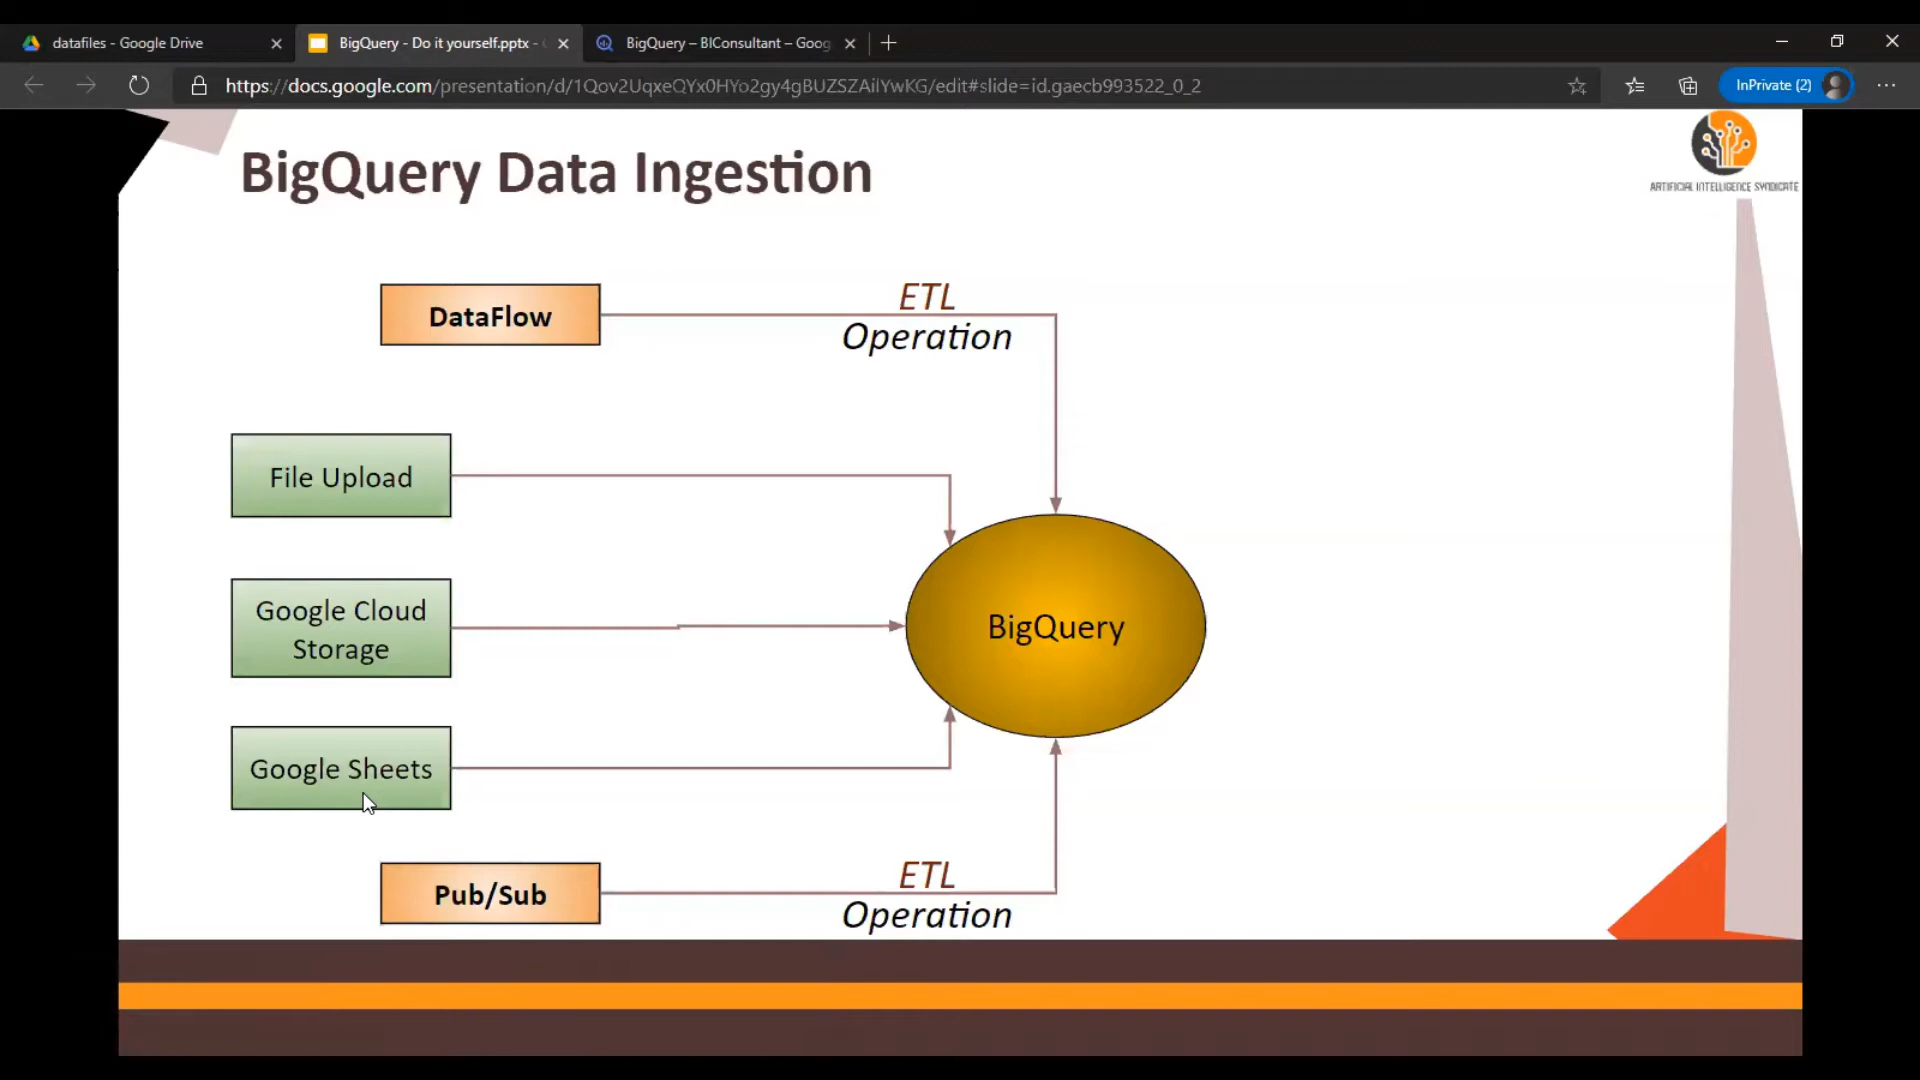 datafiles - Google Drive
BigQuery - Do it yourself.pptx -
BigQuery – BIConsultant – Goog
https://docs.google.com/presentation/d/1Qov2UqxeQYx0HYo2gy4gBUZSZAilYwKG/edit#slide=id.gaecb993522_0_2
InPrivate (2)
BigQuery Data Ingestion
ARTIFICIAL INTELLIGENCE SYNDICATE
DataFlow
ETL
Operation
File Upload
Google Cloud
Storage
BigQuery
Google Sheets
Pub/Sub
ETL
Operation